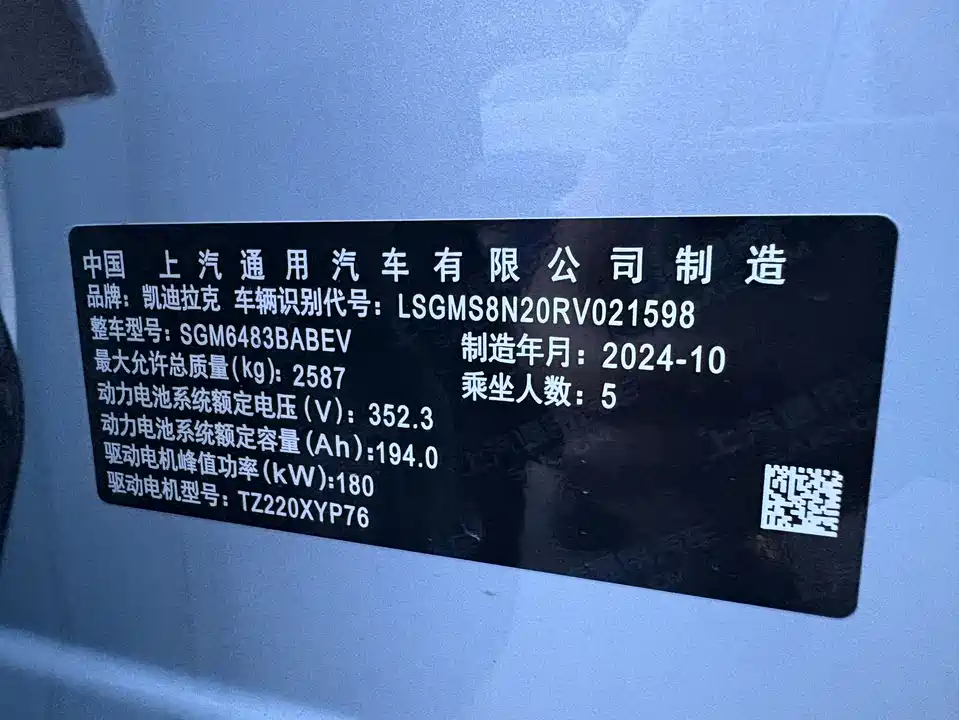 中国 上汽通用汽车有限公司制造
品牌：凯迪拉克 车辆识别代号：LSGMS8N20RV021598
整车型号：SGM6483BABEV 制造年月：2024-10
最大允许总质量(kg)：2587 乘坐人数：5
动力电池系统额定电压(V)：352.3
动力电池系统额定容量(Ah):194.0
驱动电机峰值功率(kW):180
驱动电机型号：TZ220XYP76